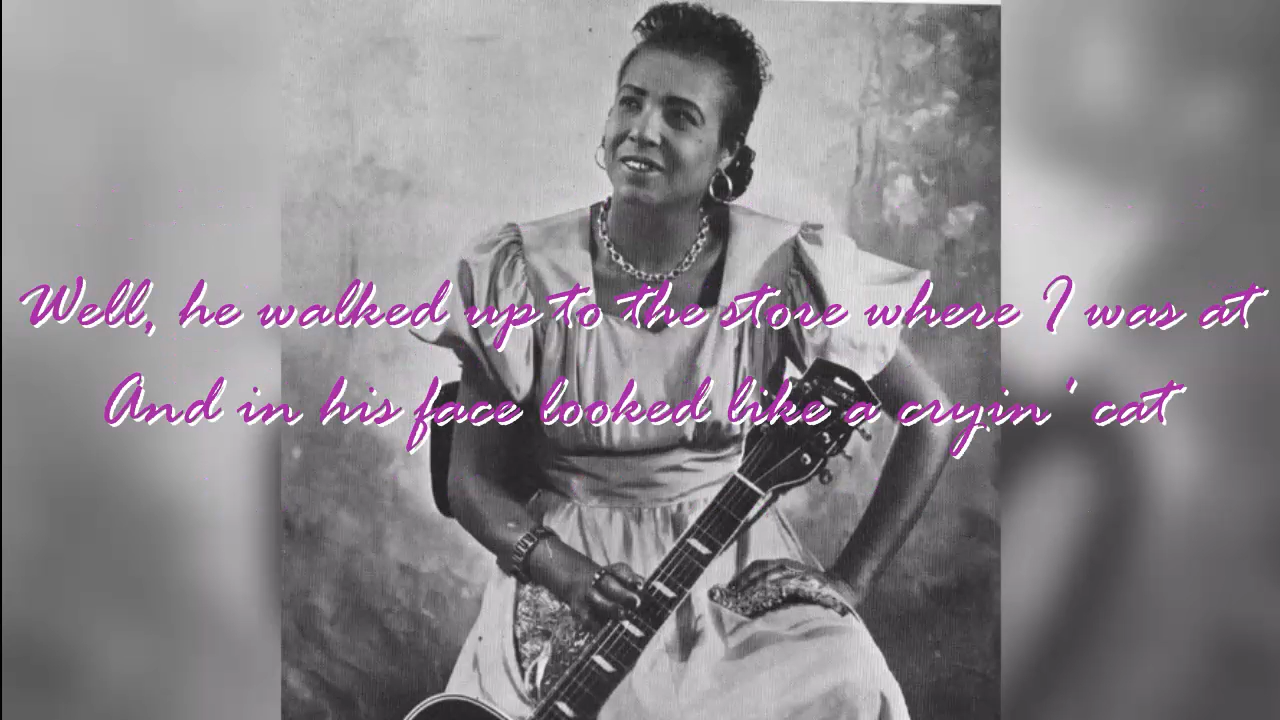 Well, he walked up to the store where I was at
And in his face looked like a cryin' cat